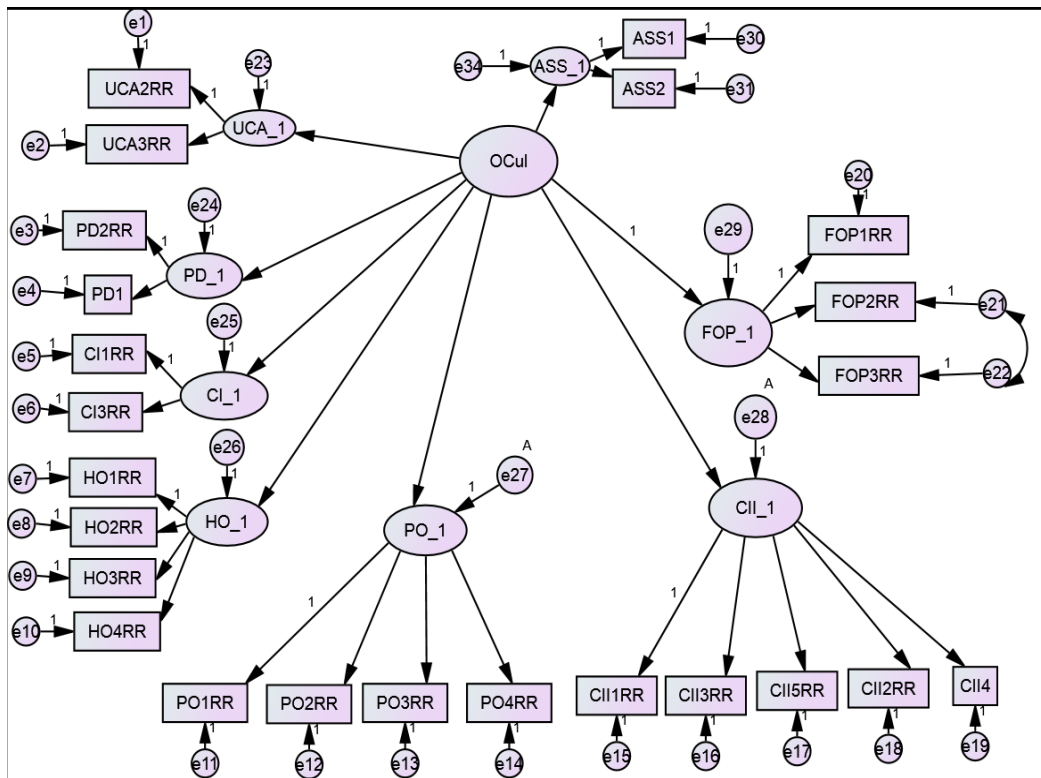 e1
1
UCA2RR
1
e23
1
UCA_1
e2
1
UCA3RR
e34
1
ASS_1
1
ASS1
1
e30
ASS2
1
e31
OCul
e3
1
PD2RR
1
e24
1
PD_1
e4
1
PD1
e5
1
CI1RR
1
e25
1
CI_1
e6
1
CI3RR
e7
1
HO1RR
1
e26
1
HO_1
e8
1
HO2RR
e9
1
HO3RR
e10
1
HO4RR
1
e29
1
FOP_1
e20
1
FOP1RR
1
FOP2RR
1
e21
FOP3RR
1
e22
A
e27
1
PO_1
1
PO1RR
PO2RR
PO3RR
PO4RR
1
1
1
1
e11
e12
e13
e14
A
e28
1
CII_1
1
CII1RR
CII3RR
CII5RR
CII2RR
CII4
1
1
1
1
1
e15
e16
e17
e18
e19